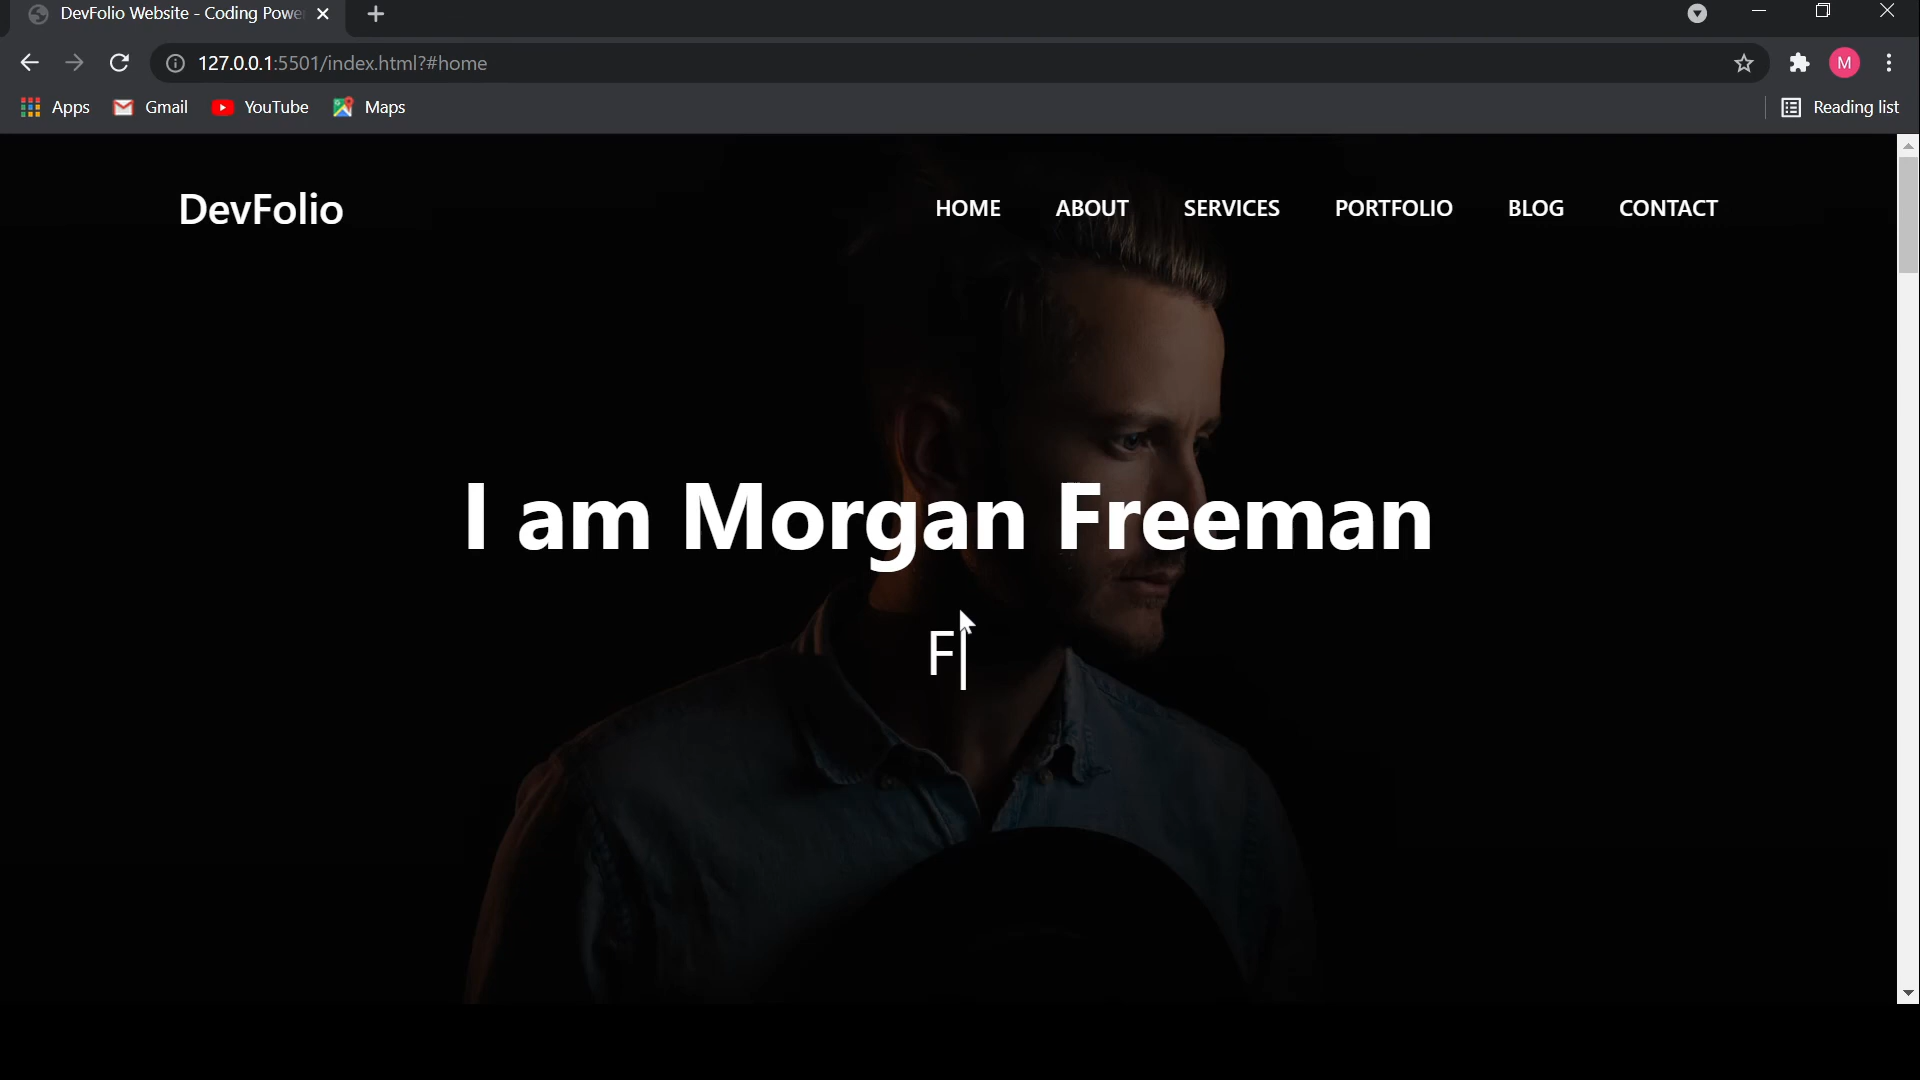 DevFolio Website - Coding Powe
127.0.0.1:5501/index.html?#home
M
Apps
Gmail
YouTube
Maps
Reading list
DevFolio
HOME
ABOUT
SERVICES
PORTFOLIO
BLOG
CONTACT
I am Morgan Freeman
F